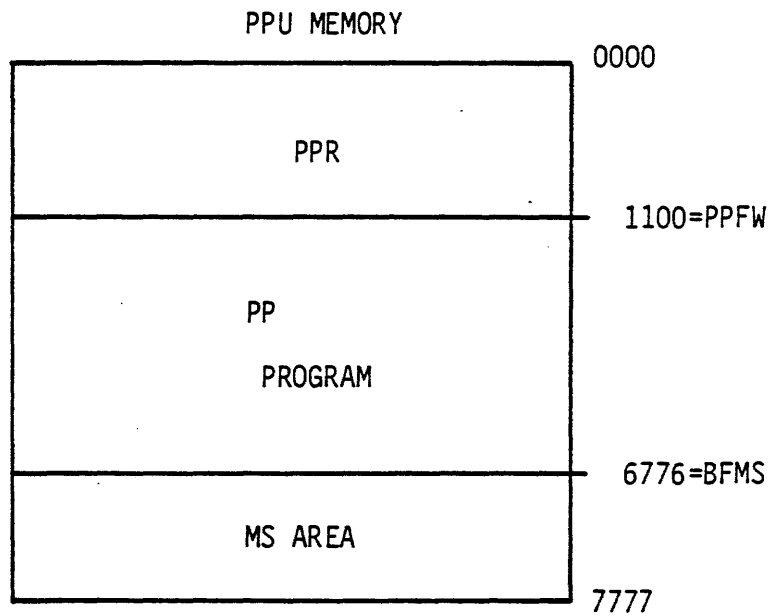 PPU MEMORY
0000
PPR
1100=PPFW
PP
PROGRAM
6776=BFMS
MS AREA
7777